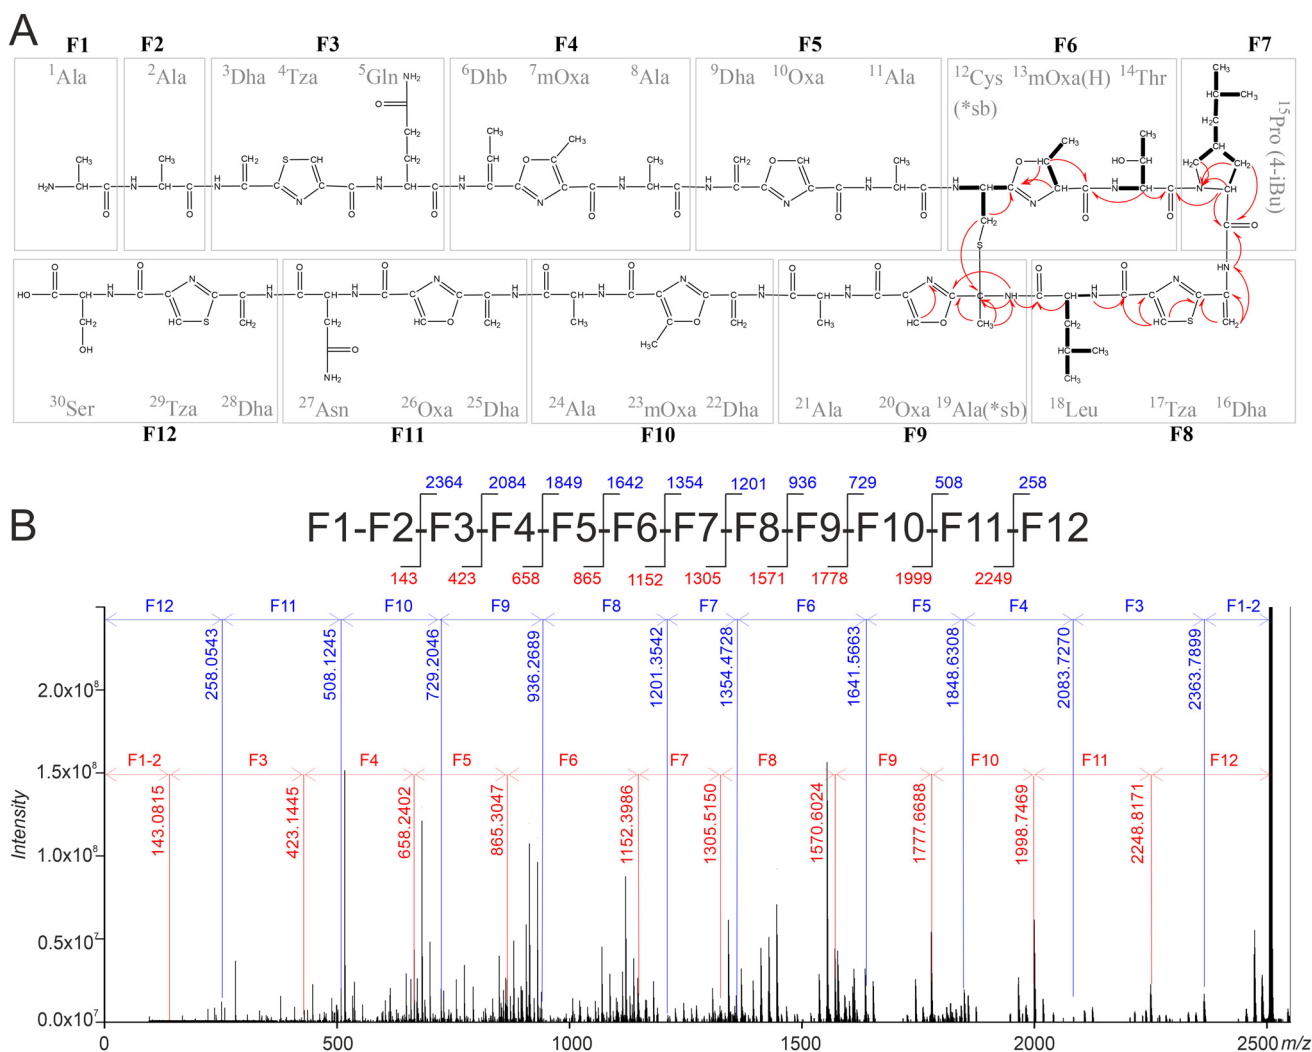 A
F1 F2 F3 F4 F5 F6 F7
1Ala 2Ala 3Dha 4Tza 5Gln 6Dhb 7mOxa 8Ala 9Dha 10Oxa 11Ala 12Cys 13mOxa(H) 14Thr
(*sb)
15Pro (4-iBu)
30Ser 29Tza 28Dha 27Asn 26Oxa 25Dha 24Ala 23mOxa 22Dha 21Ala 20Oxa 19Ala(*sb) 18Leu 17Tza 16Dha
F12 F11 F10 F9 F8
2364 2084 1849 1642 1354 1201 936 729 508 258
B
F1-F2-F3-F4-F5-F6-F7-F8-F9-F10-F11-F12
143 423 658 865 1152 1305 1571 1778 1999 2249
F12 F11 F10 F9 F8 F7 F6 F5 F4 F3 F1-2
258.0543 508.1245 729.2046 936.2689 1201.3542 1354.4728 1641.5663 1848.6308 2083.7270 2363.7899
F1-2 F3 F4 F5 F6 F7 F8 F9 F10 F11 F12
143.0815 423.1445 658.2402 865.3047 1152.3986 1305.5150 1570.6024 1777.6688 1998.7469 2248.8171
Intensity
2.0x10⁸
1.5x10⁸
1.0x10⁸
0.5x10⁷
0.0x10⁷
0 500 1000 1500 2000 2500 m/z